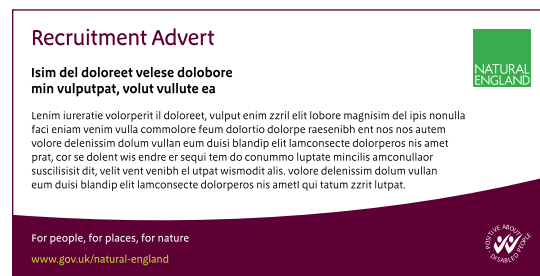 Recruitment Advert
NATURAL
ENGLAND
Isim del doloreet velese dolobore
min vulputpat, volut vullute ea
Lenim iureratie volorperit il doloreet, vulput enim zzril elit lobore magnisim del ipis nonulla
faci eniam venim vulla commolore feum dolortio dolorpe raesenibh ent nos nos autem
volore delenissim dolum vullan eum duisi blandip elit lamconsecte dolorperos nis amet
prat, cor se dolent wis endre er sequi tem do conummo luptate mincilis amconullaor
suscilisisit dit, velit vent venibh el utpat wismodit alis. volore delenissim dolum vullan
eum duisi blandip elit lamconsecte dolorperos nis ametl qui tatum zzrit lutpat.
For people, for places, for nature
www.gov.uk/natural-england
POSITIVE ABOUT
DISABLED PEOPLE